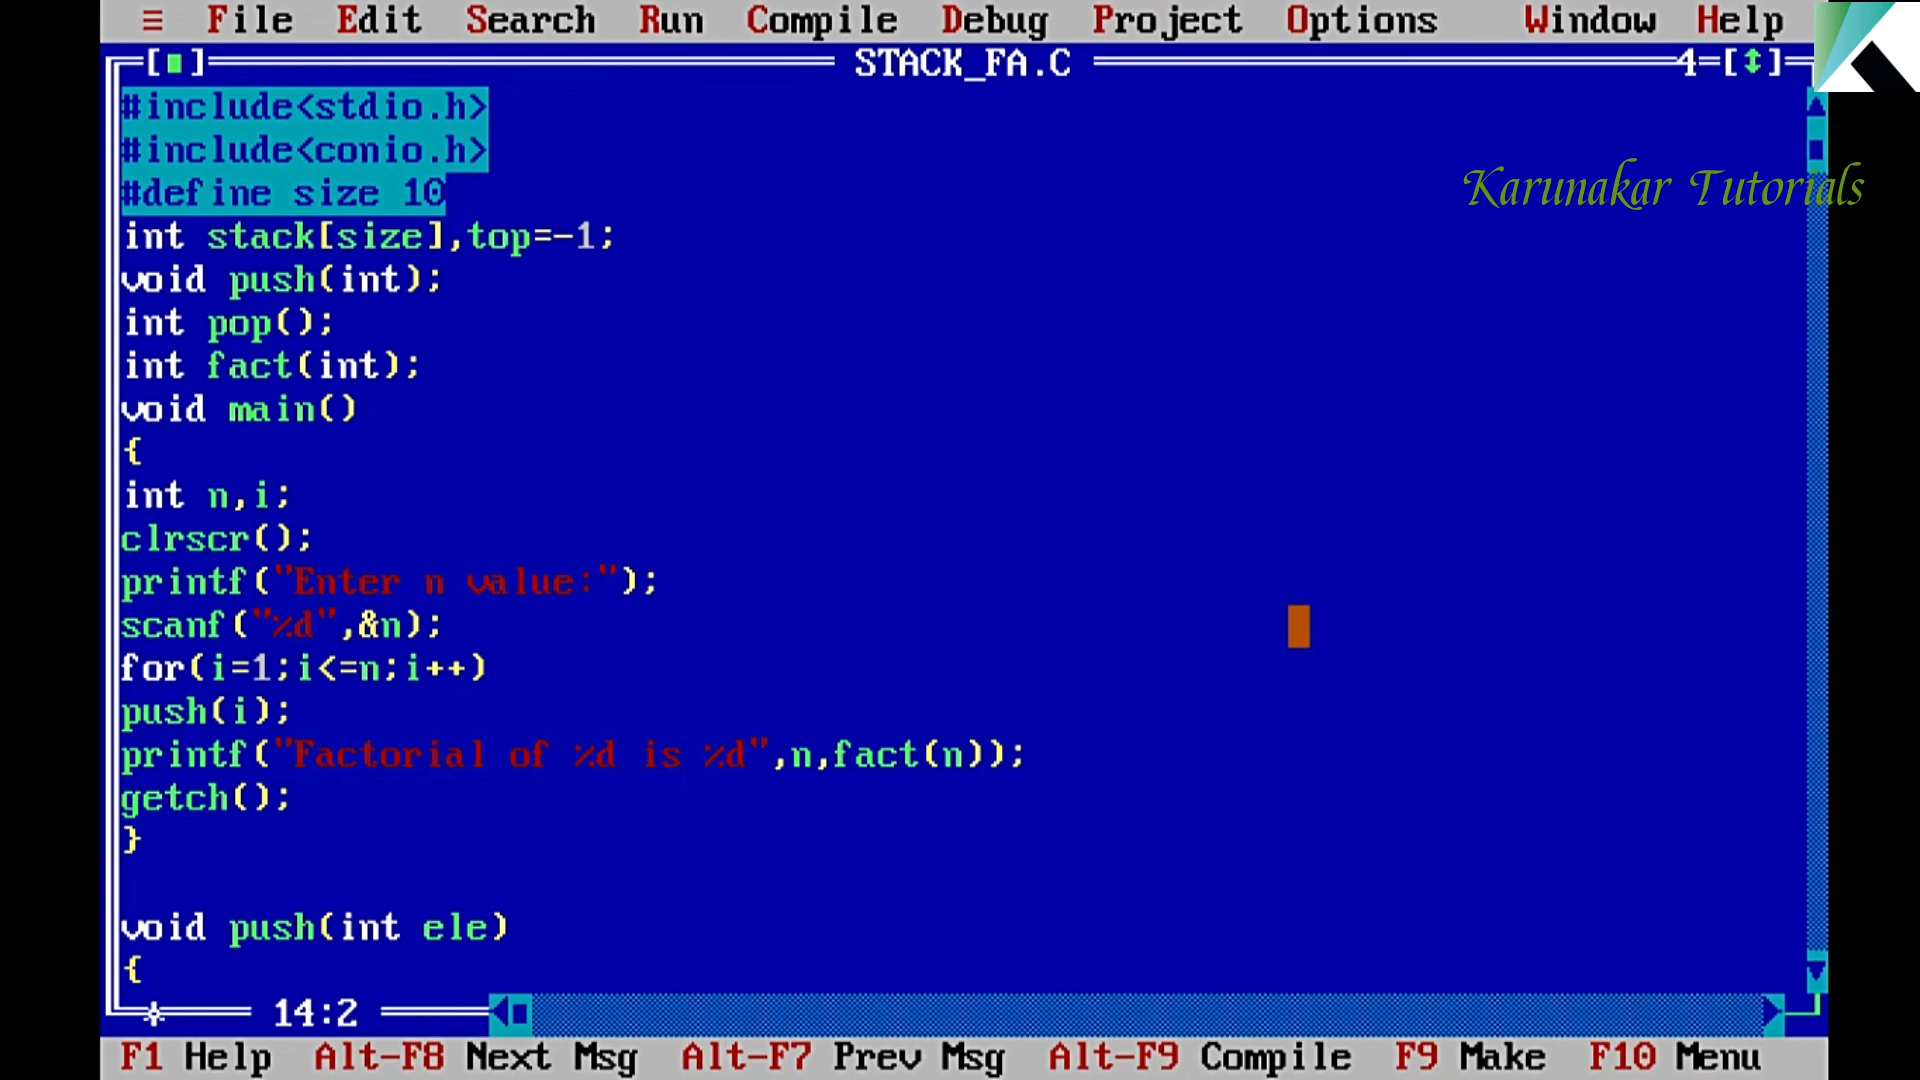 ≡ File Edit Search Run Compile Debug Project Options Window Help
[■] STACK_FA.C 4=[↕]
#include<stdio.h>
#include<conio.h>
#define size 10
Karunakar Tutorials
int stack[size],top=-1;
void push(int);
int pop();
int fact(int);
void main()
{
int n,i;
clrscr();
printf("Enter n value:");
scanf("%d",&n);
for(i=1;i<=n;i++)
push(i);
printf("Factorial of %d is %d",n,fact(n));
getch();
}
void push(int ele)
{
14:2
F1 Help Alt-F8 Next Msg Alt-F7 Prev Msg Alt-F9 Compile F9 Make F10 Menu